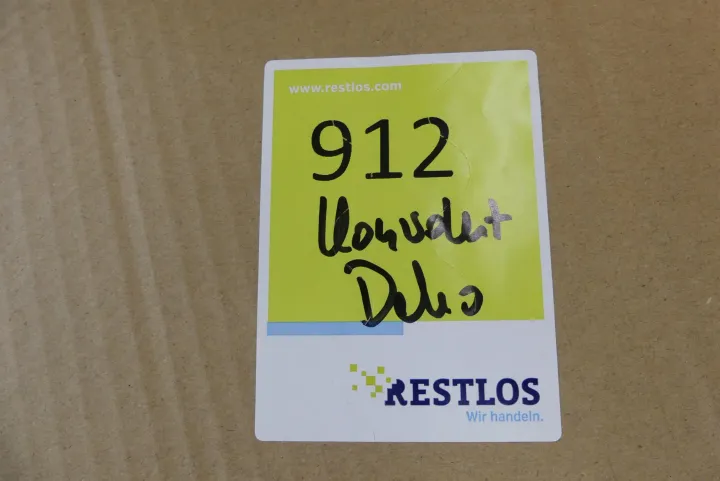 www.restlos.com
912
Konvolut
Deko
RESTLOS
Wir handeln.